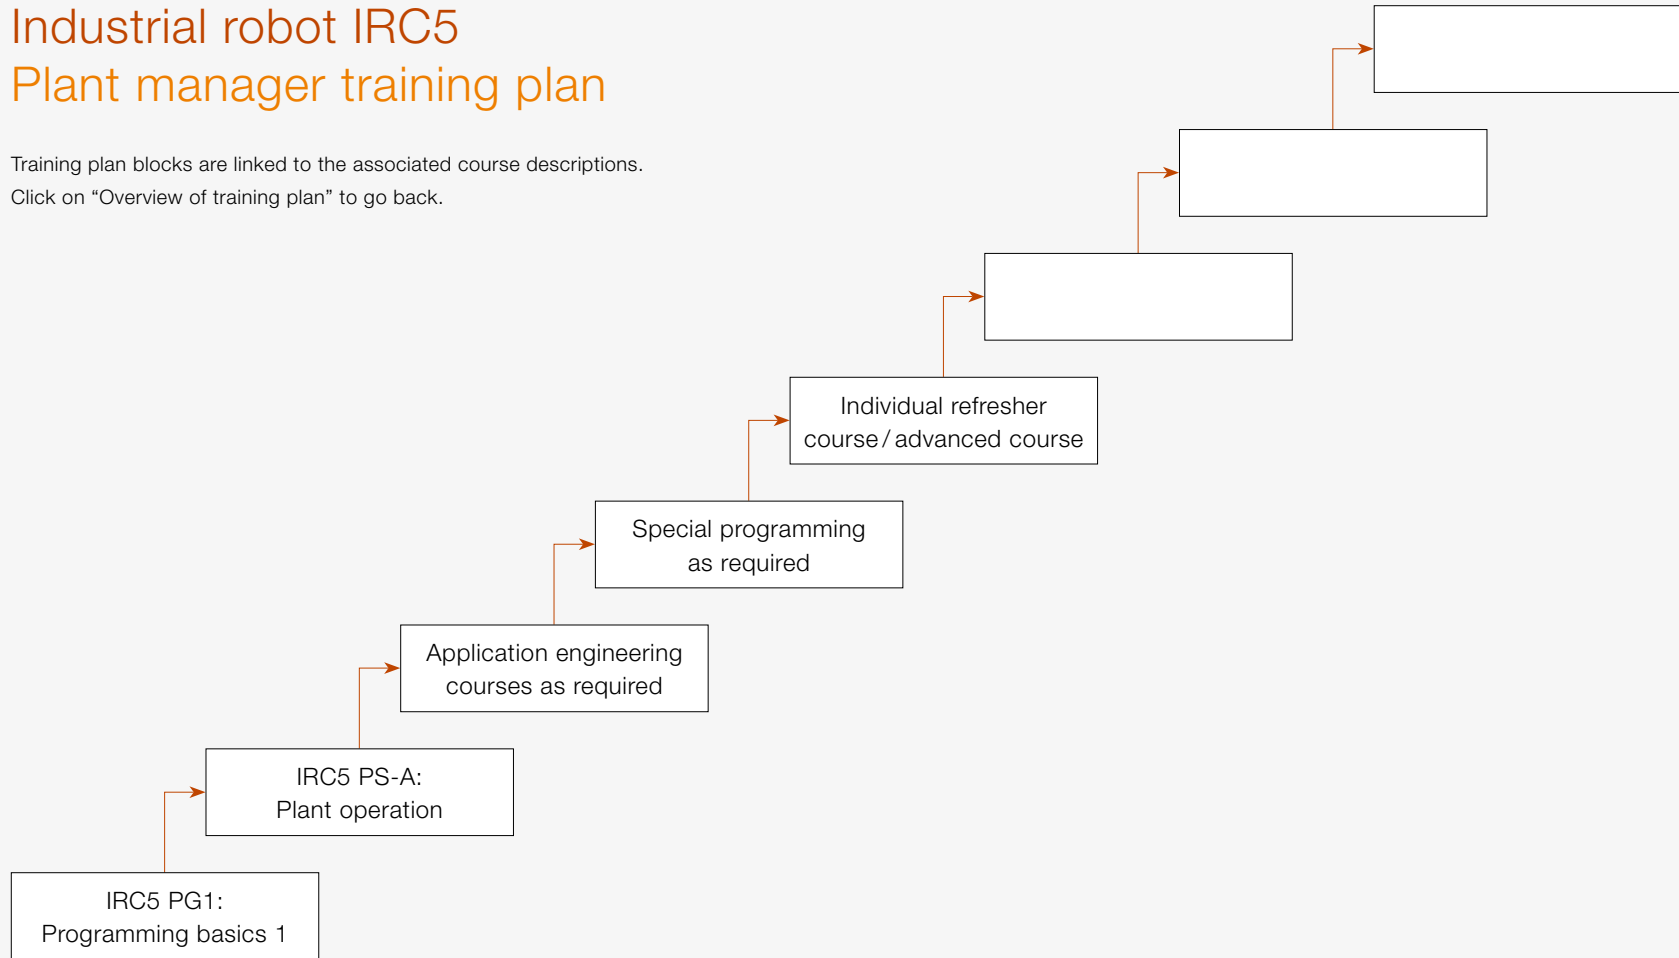 Industrial robot IRC5
Plant manager training plan
Training plan blocks are linked to the associated course descriptions.
Click on “Overview of training plan” to go back.
Individual refresher
course / advanced course
Special programming
as required
Application engineering
courses as required
IRC5 PS-A:
Plant operation
IRC5 PG1:
Programming basics 1